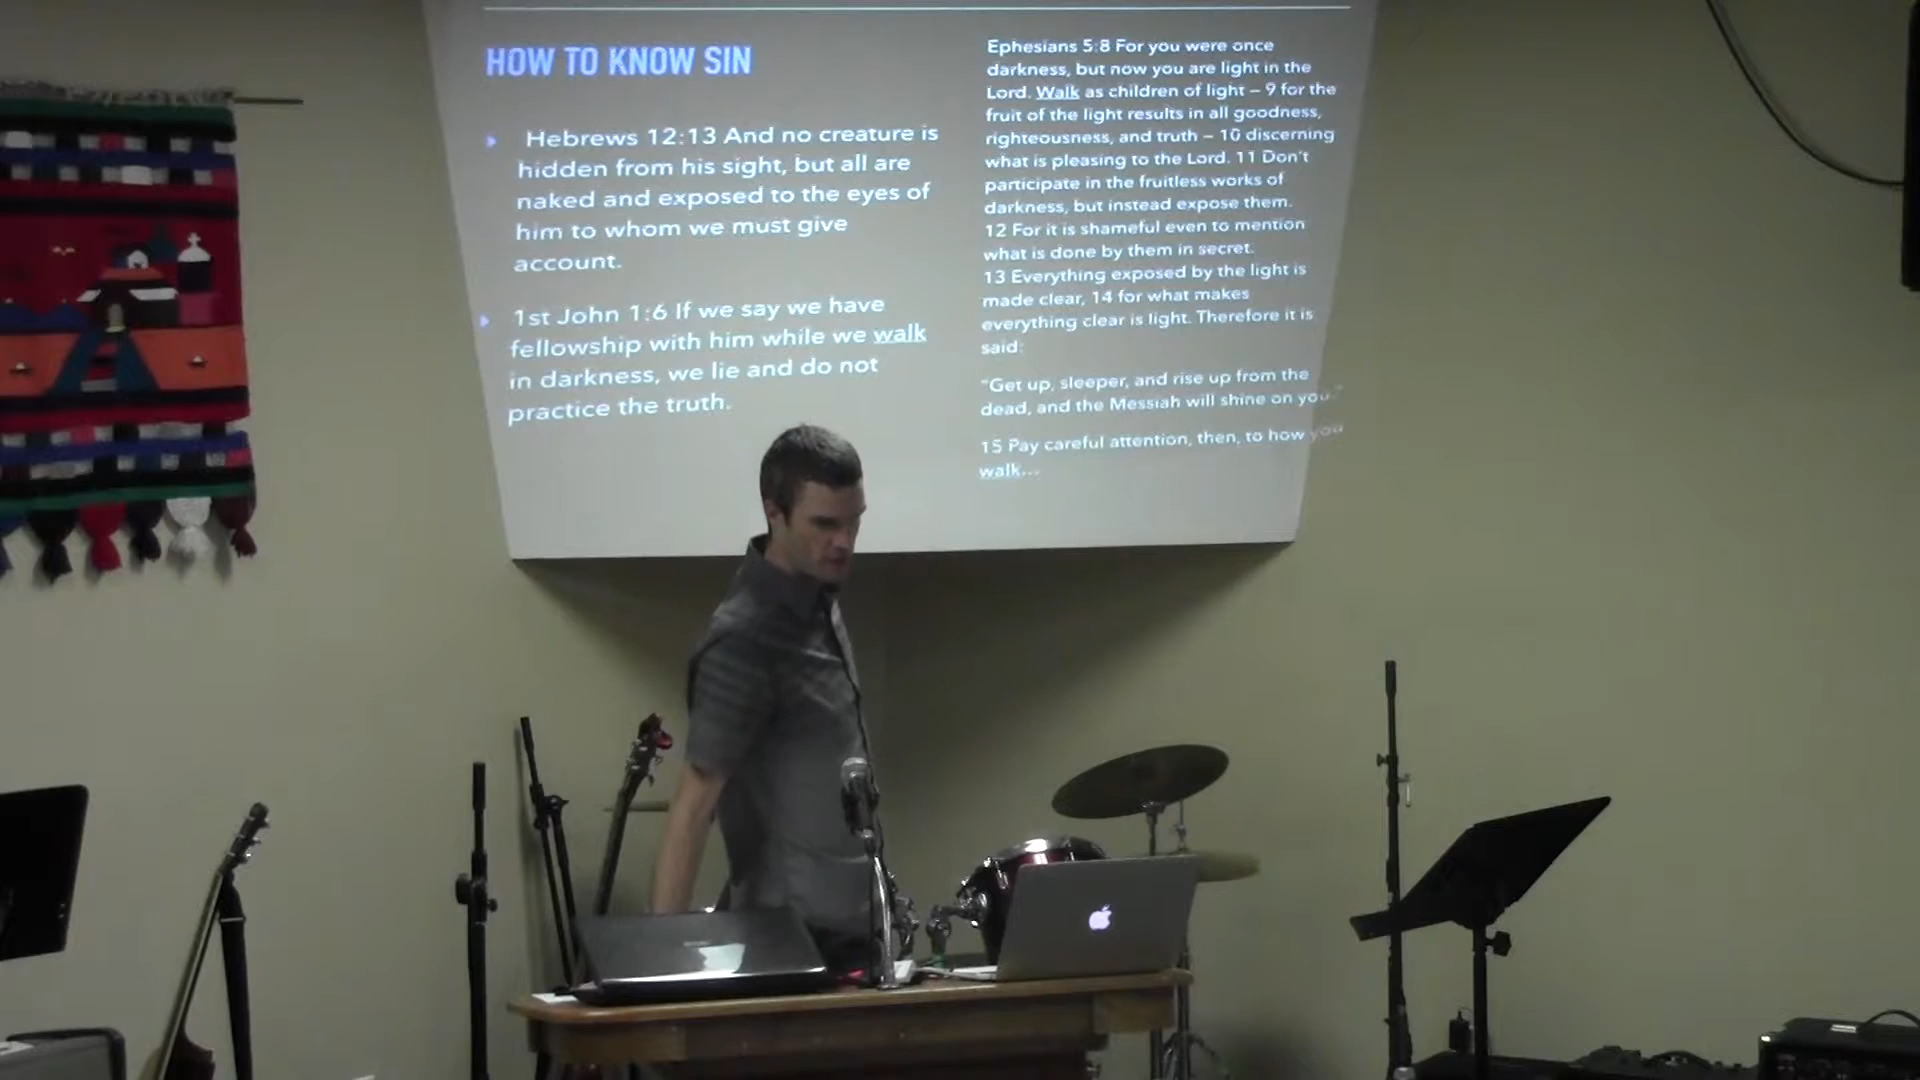 HOW TO KNOW SIN
Hebrews 12:13 And no creature is
hidden from his sight, but all are
naked and exposed to the eyes of
him to whom we must give
account.
1st John 1:6 If we say we have
fellowship with him while we walk
in darkness, we lie and do not
practice the truth.
Ephesians 5:8 For you were once
darkness, but now you are light in the
Lord. Walk as children of light – 9 for the
fruit of the light results in all goodness,
righteousness, and truth – 10 discerning
what is pleasing to the Lord. 11 Don't
participate in the fruitless works of
darkness, but instead expose them.
12 For it is shameful even to mention
what is done by them in secret.
13 Everything exposed by the light is
made clear, 14 for what makes
everything clear is light. Therefore it is
said:
"Get up, sleeper, and rise up from the
dead, and the Messiah will shine on you."
15 Pay careful attention, then, to how you
walk...